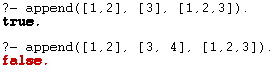 ?- append([1,2], [3], [1,2,3]).
true.
?- append([1,2], [3, 4], [1,2,3]).
false.